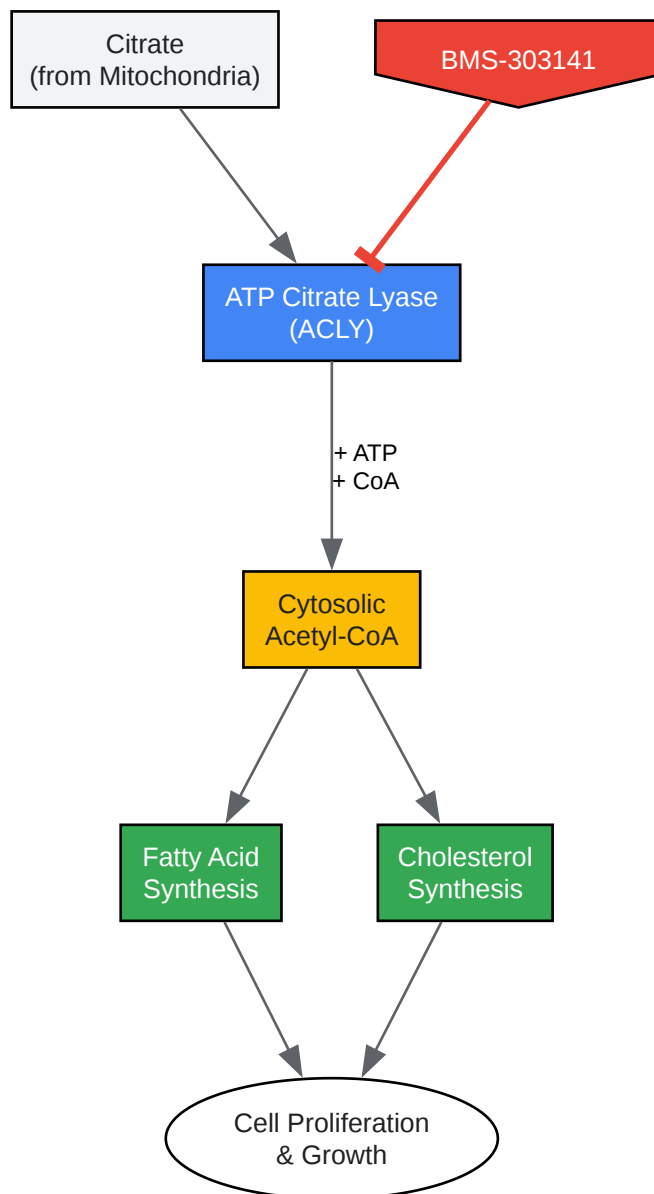 Citrate
(from Mitochondria)
BMS-303141
ATP Citrate Lyase
(ACLY)
+ ATP
+ CoA
Cytosolic
Acetyl-CoA
Fatty Acid
Synthesis
Cholesterol
Synthesis
Cell Proliferation
& Growth